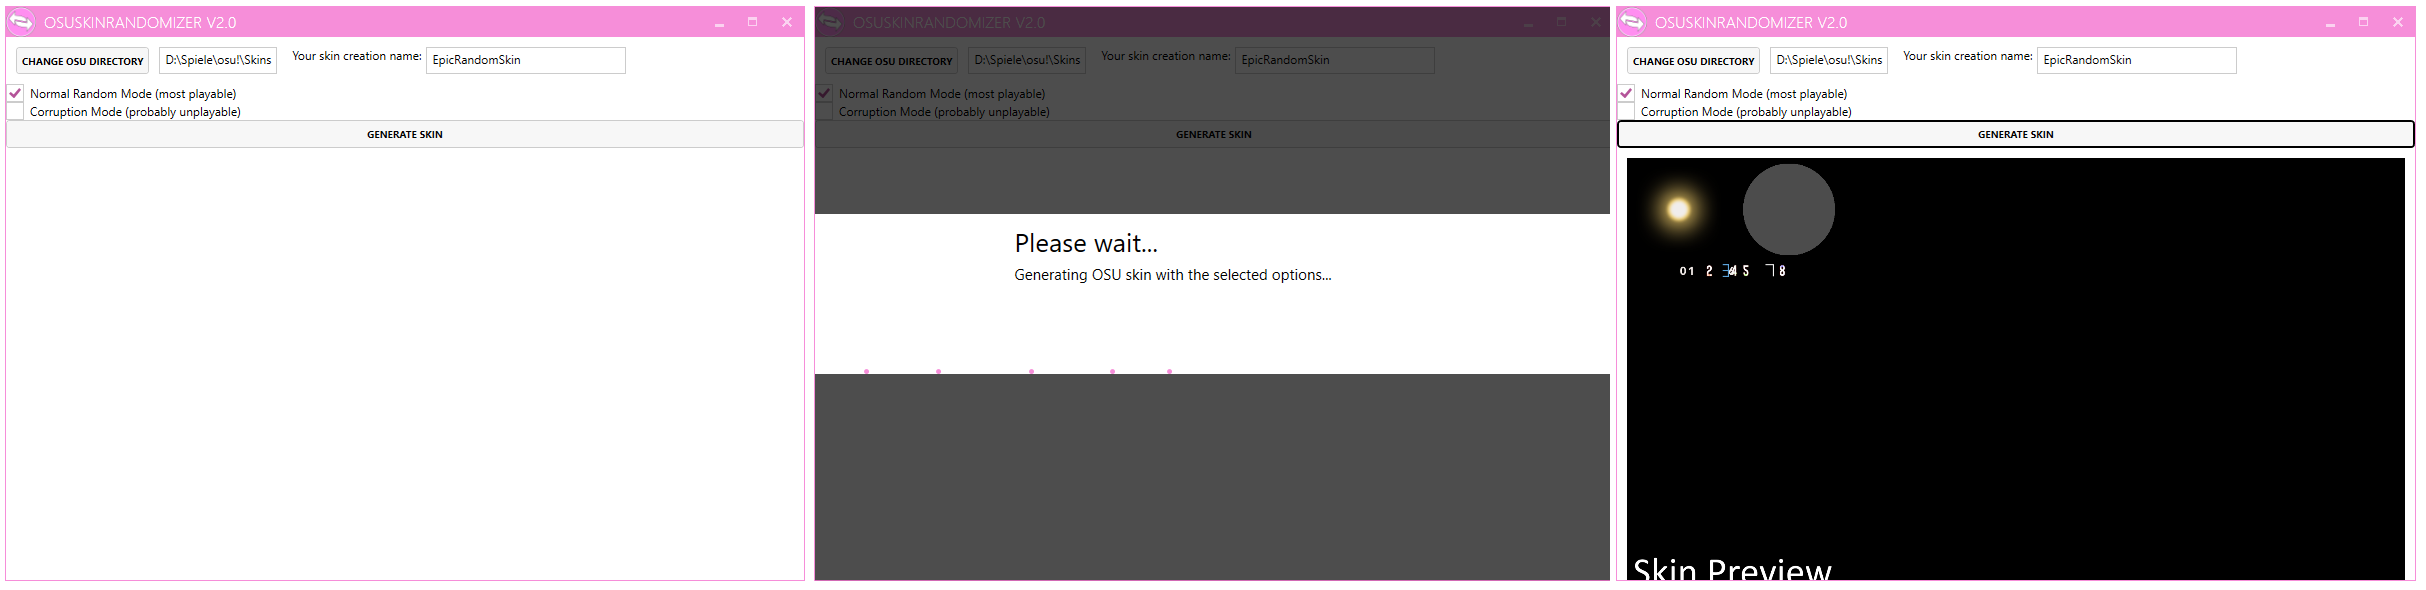 OSUSKINRANDOMIZER V2.0
CHANGE OSU DIRECTORY D:\Spiele\osu!\Skins Your skin creation name: EpicRandomSkin
Normal Random Mode (most playable)
Corruption Mode (probably unplayable)
GENERATE SKIN
OSUSKINRANDOMIZER V2.0
CHANGE OSU DIRECTORY D:\Spiele\osu!\Skins Your skin creation name: EpicRandomSkin
Normal Random Mode (most playable)
Corruption Mode (probably unplayable)
GENERATE SKIN
Please wait...
Generating OSU skin with the selected options...
OSUSKINRANDOMIZER V2.0
CHANGE OSU DIRECTORY D:\Spiele\osu!\Skins Your skin creation name: EpicRandomSkin
Normal Random Mode (most playable)
Corruption Mode (probably unplayable)
GENERATE SKIN
01 2 4 5 7 8
Skin Preview